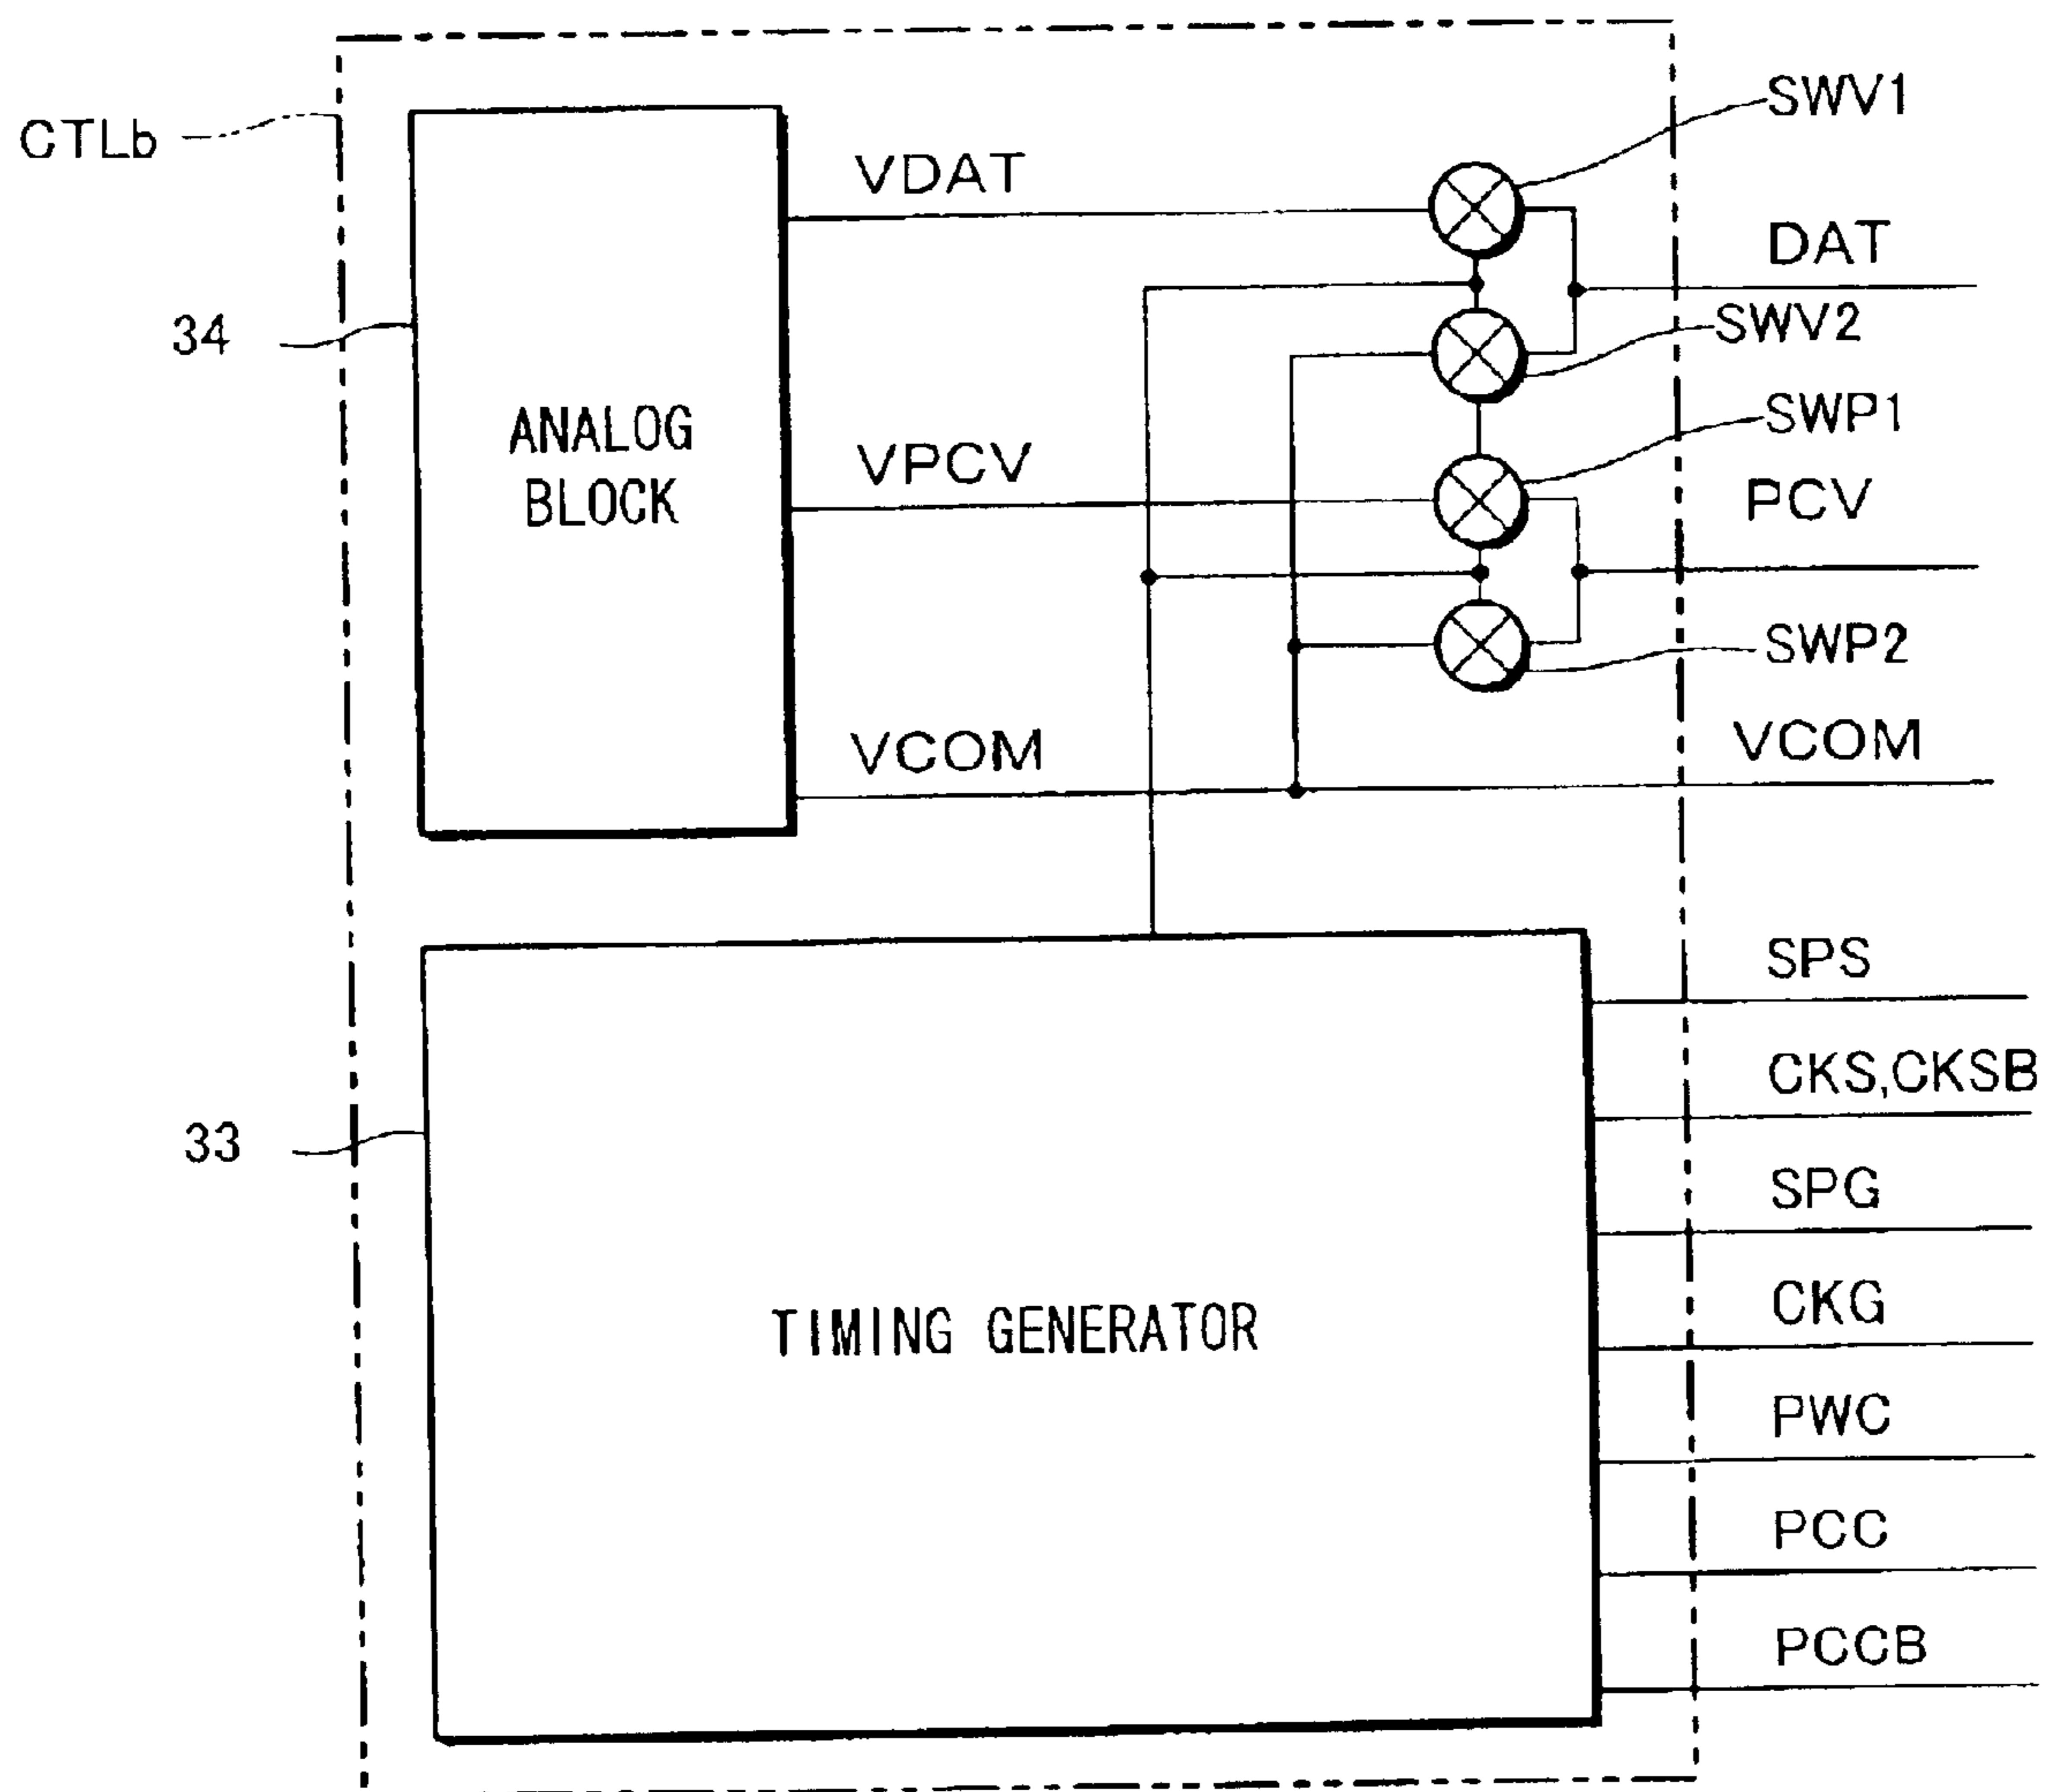 CTLb
SWV1
VDAT
DAT
34
SWV2
ANALOG
BLOCK
SWP1
VPCV
PCV
SWP2
VCOM
VCOM
SPS
CKS,CKSB
33
SPG
CKG
TIMING GENERATOR
PWC
PCC
PCCB